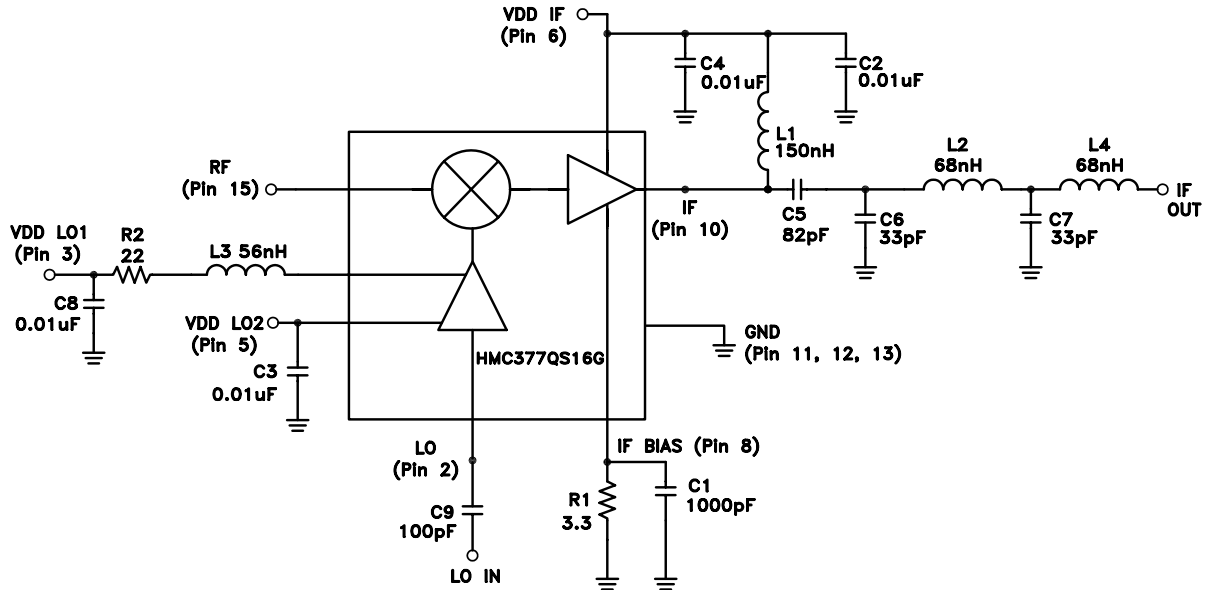 VDD IF
(Pin 6)
C4
0.01uF
C2
0.01uF
L1
150nH
RF
(Pin 15)
L2
68nH
L4
68nH
IF
OUT
IF
(Pin 10)
C5
82pF
C6
33pF
C7
33pF
VDD LO1
(Pin 3)
R2
22
L3 56nH
C8
0.01uF
VDD LO2
(Pin 5)
C3
0.01uF
HMC377QS16G
GND
(Pin 11, 12, 13)
LO
(Pin 2)
IF BIAS (Pin 8)
C9
100pF
LO IN
R1
3.3
C1
1000pF